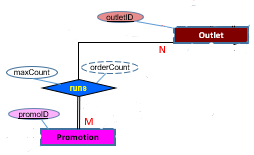 outletID
Outlet
N
maxCount
orderCount
runs
promoID
M
Promotion